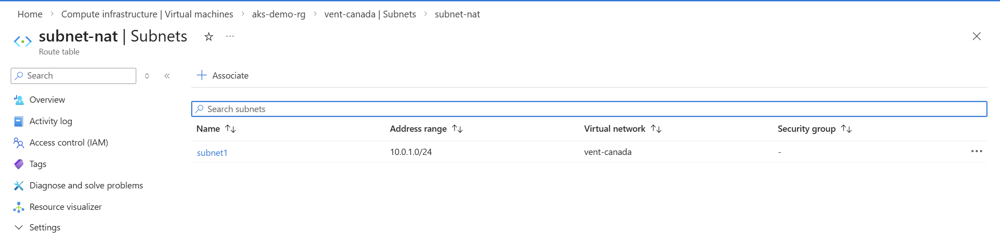 Home > Compute infrastructure | Virtual machines > aks-demo-rg > vent-canada | Subnets > subnet-nat
subnet-nat | Subnets
Route table
Search
Associate
Overview
Search subnets
Activity log
Name Address range Virtual network Security group
Access control (IAM)
subnet1 10.0.1.0/24 vent-canada -
Tags
Diagnose and solve problems
Resource visualizer
Settings